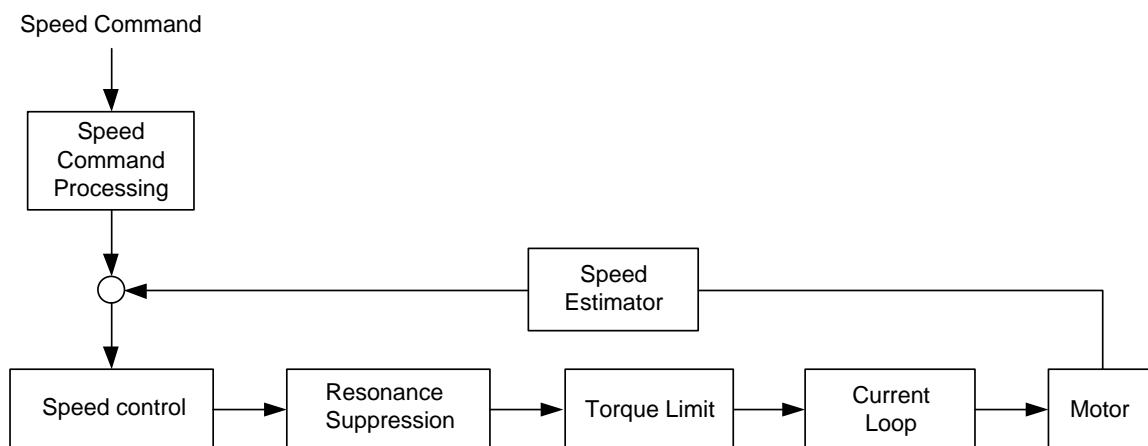 Speed Command
Speed
Command
Processing
Speed
Estimator
Speed control
Resonance
Suppression
Torque Limit
Current
Loop
Motor